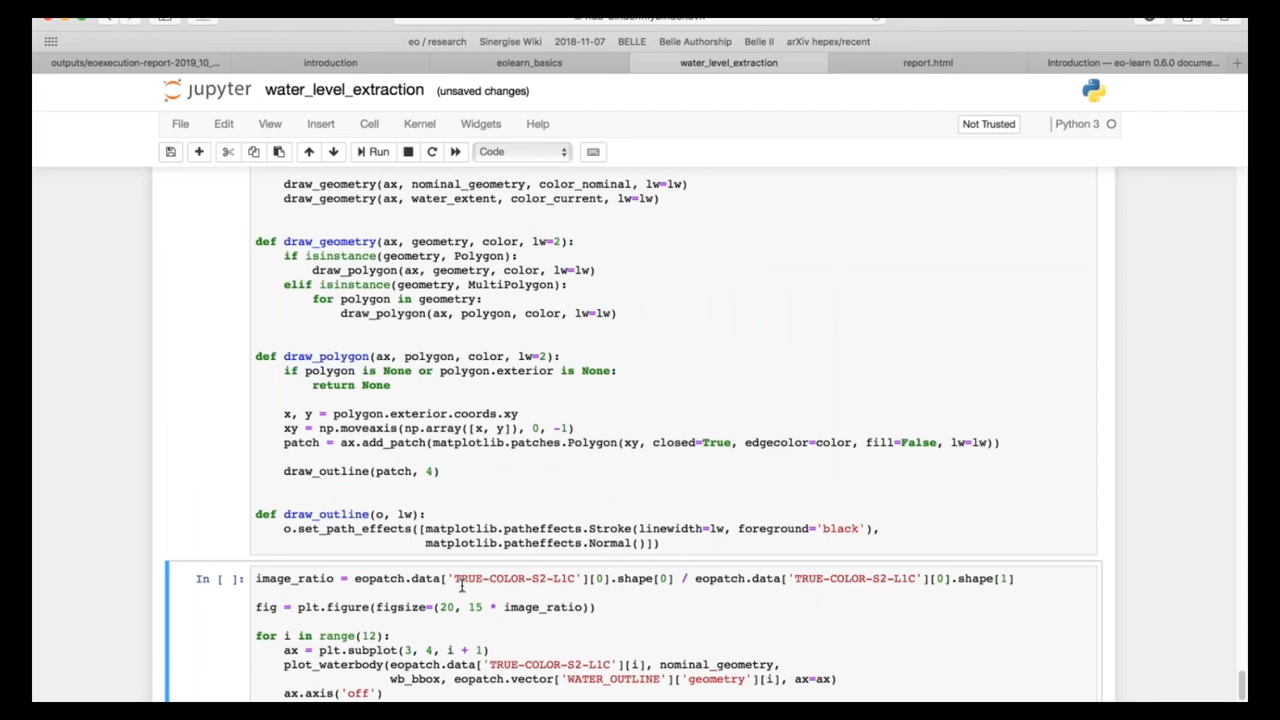 eo / research Sinergise Wiki 2018-11-07 BELLE Belle Authorship Belle II arXiv hepex/recent
outputs/eoexecution-report-2019_10_... introduction eolearn_basics water_level_extraction report.html Introduction — eo-learn 0.6.0 docume...
jupyter water_level_extraction (unsaved changes)
File Edit View Insert Cell Kernel Widgets Help Not Trusted Python 3
Run Code
draw_geometry(ax, nominal_geometry, color_nominal, lw=lw)
draw_geometry(ax, water_extent, color_current, lw=lw)
def draw_geometry(ax, geometry, color, lw=2):
if isinstance(geometry, Polygon):
draw_polygon(ax, geometry, color, lw=lw)
elif isinstance(geometry, MultiPolygon):
for polygon in geometry:
draw_polygon(ax, polygon, color, lw=lw)
def draw_polygon(ax, polygon, color, lw=2):
if polygon is None or polygon.exterior is None:
return None
x, y = polygon.exterior.coords.xy
xy = np.moveaxis(np.array([x, y]), 0, -1)
patch = ax.add_patch(matplotlib.patches.Polygon(xy, closed=True, edgecolor=color, fill=False, lw=lw))
draw_outline(patch, 4)
def draw_outline(o, lw):
o.set_path_effects([matplotlib.patheffects.Stroke(linewidth=lw, foreground='black'),
matplotlib.patheffects.Normal()])
In [ ]: image_ratio = eopatch.data['TRUE-COLOR-S2-L1C'][0].shape[0] / eopatch.data['TRUE-COLOR-S2-L1C'][0].shape[1]
fig = plt.figure(figsize=(20, 15 * image_ratio))
for i in range(12):
ax = plt.subplot(3, 4, i + 1)
plot_waterbody(eopatch.data['TRUE-COLOR-S2-L1C'][i], nominal_geometry,
wb_bbox, eopatch.vector['WATER_OUTLINE']['geometry'][i], ax=ax)
ax.axis('off')